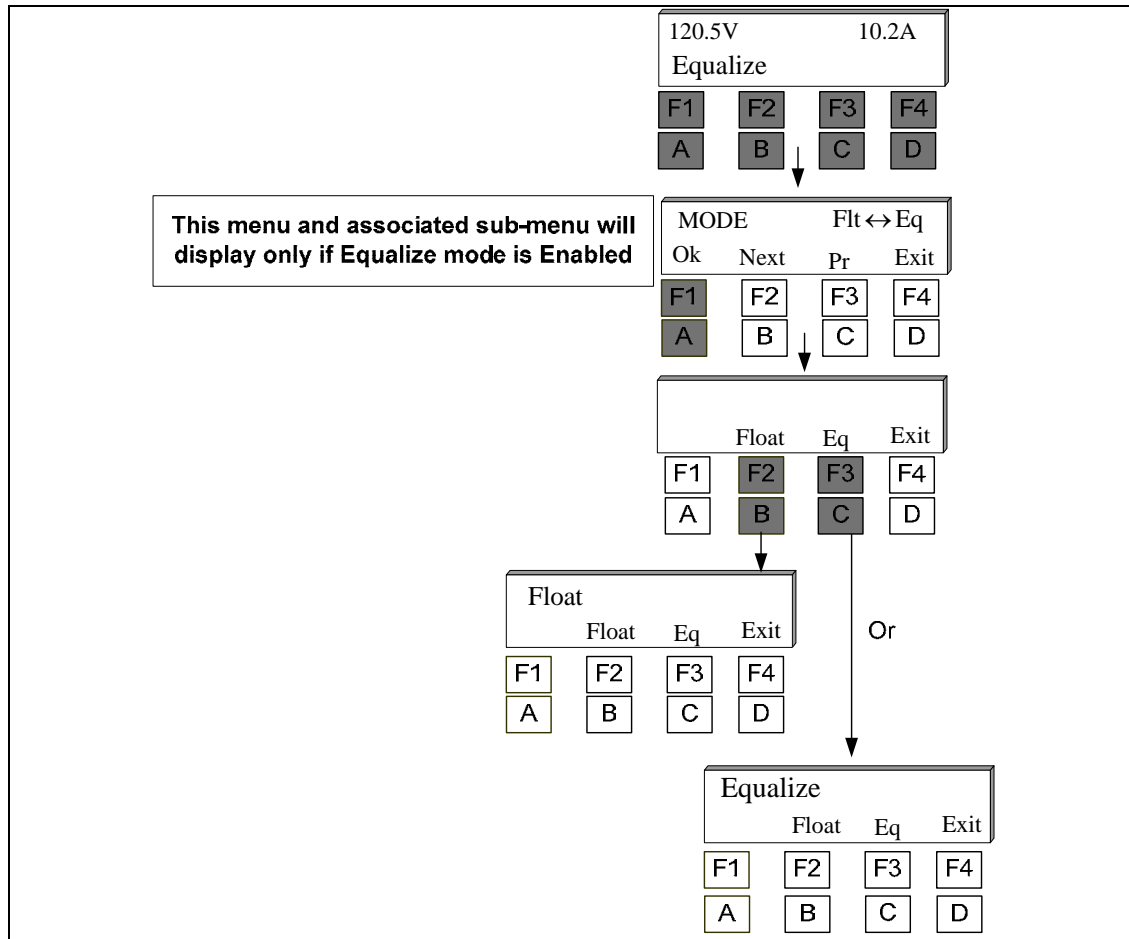 120.5V 10.2A
Equalize
F1 F2 F3 F4
A B C D
This menu and associated sub-menu will
display only if Equalize mode is Enabled
MODE Flt ↔ Eq
Ok Next Pr Exit
F1 F2 F3 F4
A B C D
Float Eq Exit
F1 F2 F3 F4
A B C D
Or
Float
Float Eq Exit
F1 F2 F3 F4
A B C D
Equalize
Float Eq Exit
F1 F2 F3 F4
A B C D